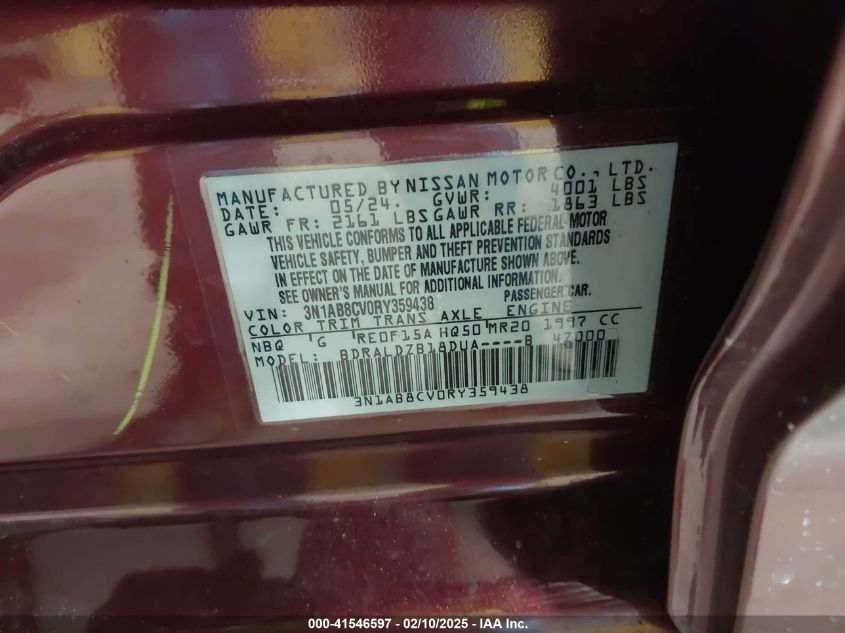 MANUFACTURED BY NISSAN MOTOR CO., LTD.
DATE: 05/24. GVWR: 4001 LBS
GAWR FR: 2161 LBS GAWR RR: 1863 LBS
THIS VEHICLE CONFORMS TO ALL APPLICABLE FEDERAL MOTOR
VEHICLE SAFETY, BUMPER AND THEFT PREVENTION STANDARDS
IN EFFECT ON THE DATE OF MANUFACTURE SHOWN ABOVE.
SEE OWNER'S MANUAL FOR ADDITIONAL INFORMATION.
VIN: 3N1AB8CV0RY359438 PASSENGER CAR.
COLOR TRIM TRANS AXLE ENGINE
NBQ G RE0F15A HQ50 MR20 1997 CC
MODEL: BDRALDZB18DUA----B 4Z000
3N1AB8CV0RY359438
000-41546597 / 02/10/2025 - IAA Inc.